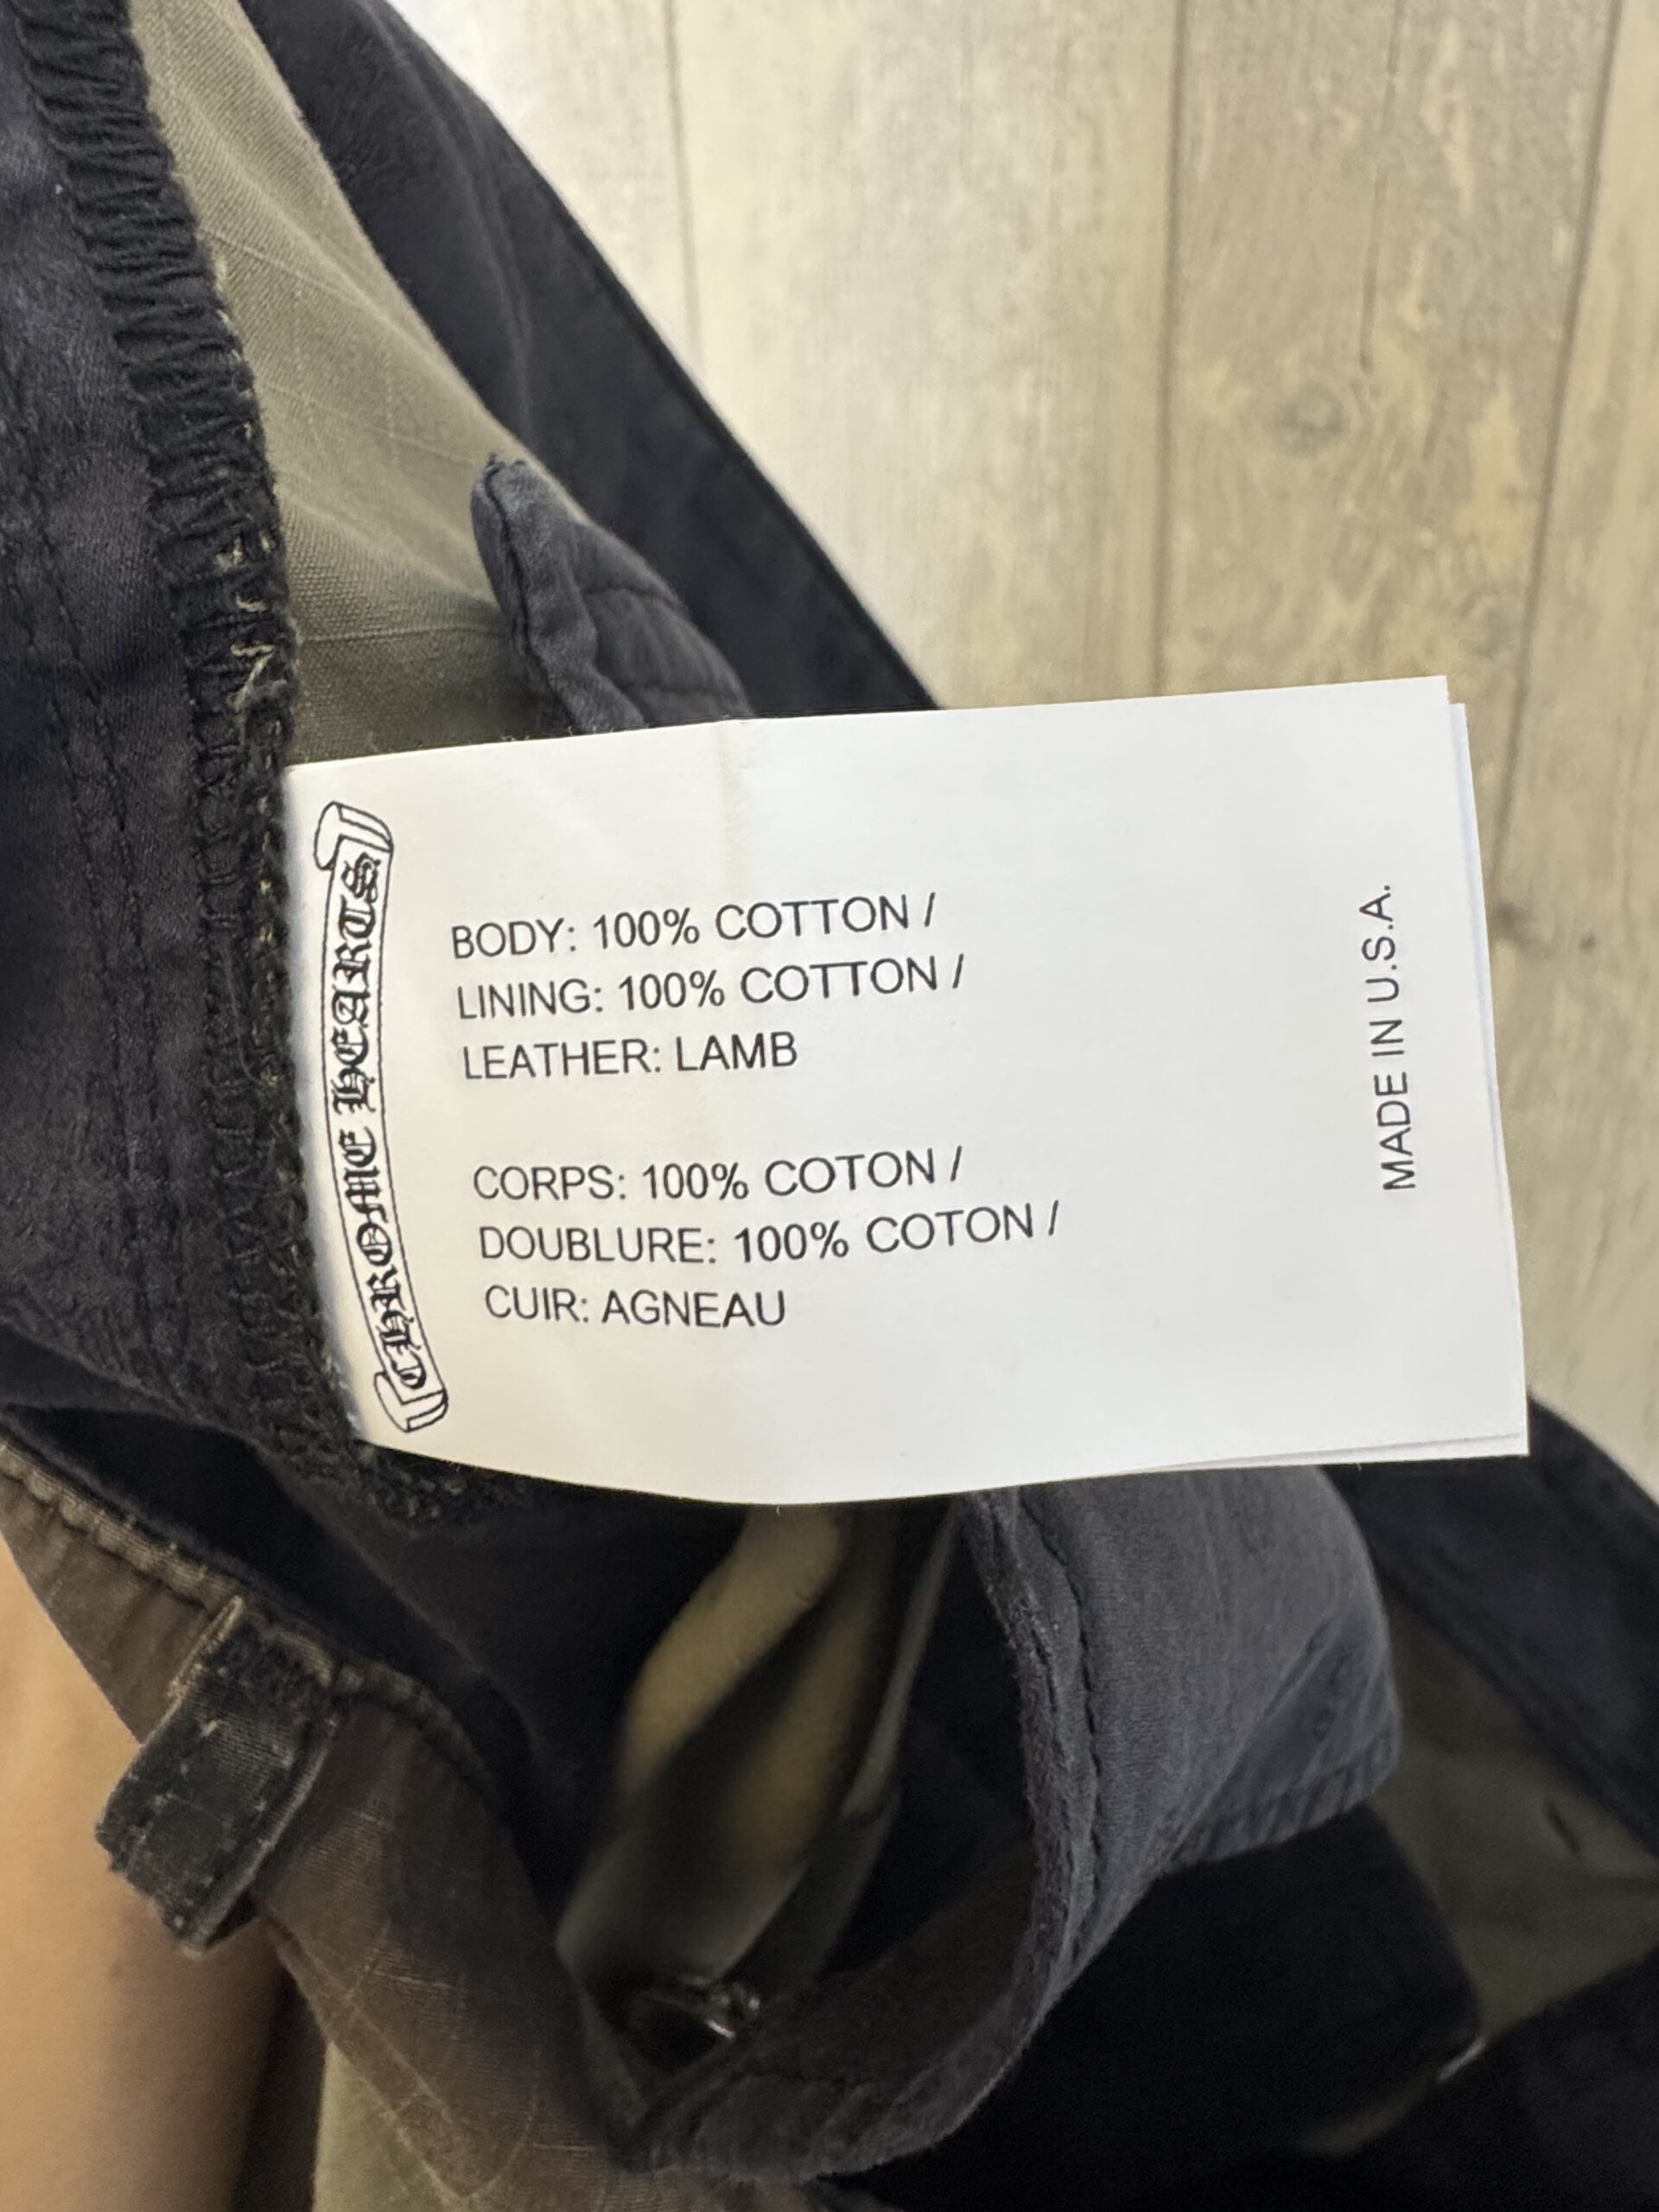 CHROME HEARTS
BODY: 100% COTTON /
LINING: 100% COTTON /
LEATHER: LAMB
CORPS: 100% COTON /
DOUBLURE: 100% COTON /
CUIR: AGNEAU
MADE IN U.S.A.